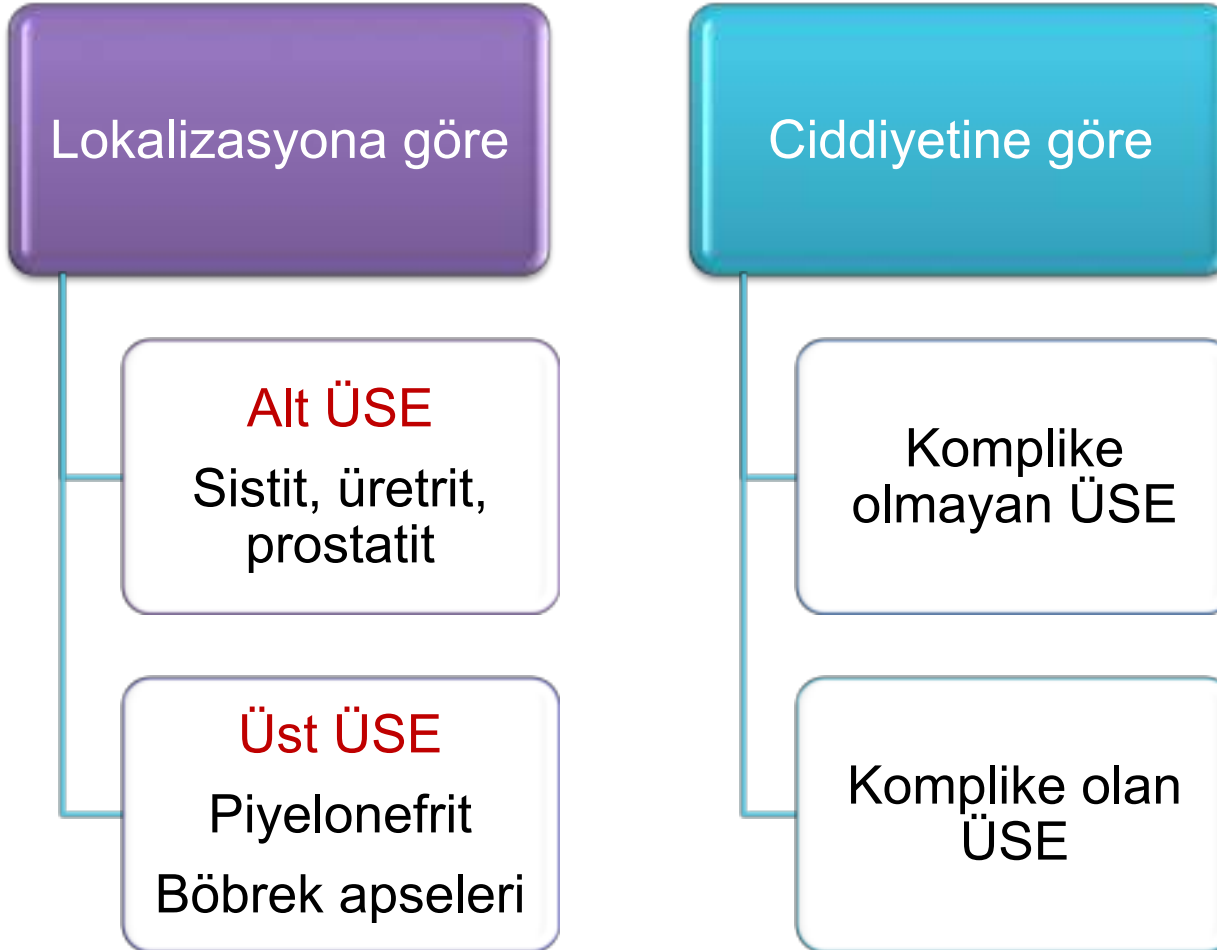 Lokalizasyona göre
Alt ÜSE
Sistit, üretrit,
prostatit
Üst ÜSE
Piyelonefrit
Böbrek apseleri
Ciddiyetine göre
Komplike
olmayan ÜSE
Komplike olan
ÜSE